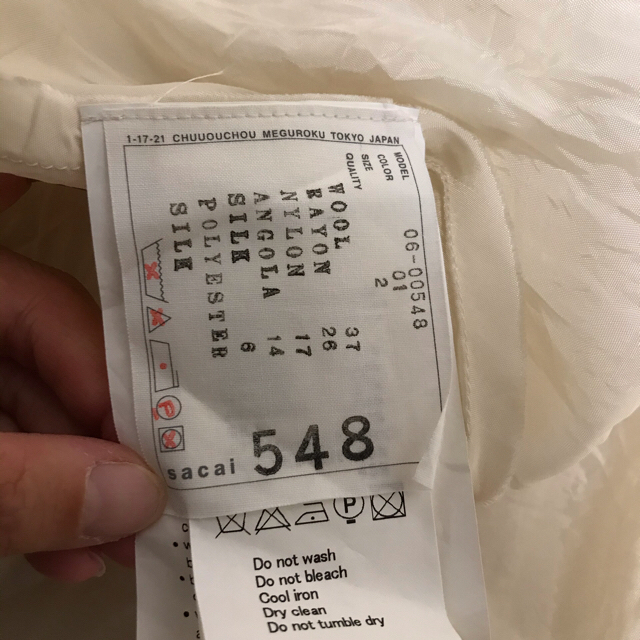 1-17-21 CHUUOUCHOU MEGUROKU TOKYO JAPAN
MODEL 06-00548
COLOR 01
SIZE 2
QUALITY
WOOL 37
RAYON 26
NYLON 17
ANGOLA 14
SILK 6
POLYESTER
SILK
sacai 548
P
P
Do not wash
Do not bleach
Cool iron
Dry clean
Do not tumble dry